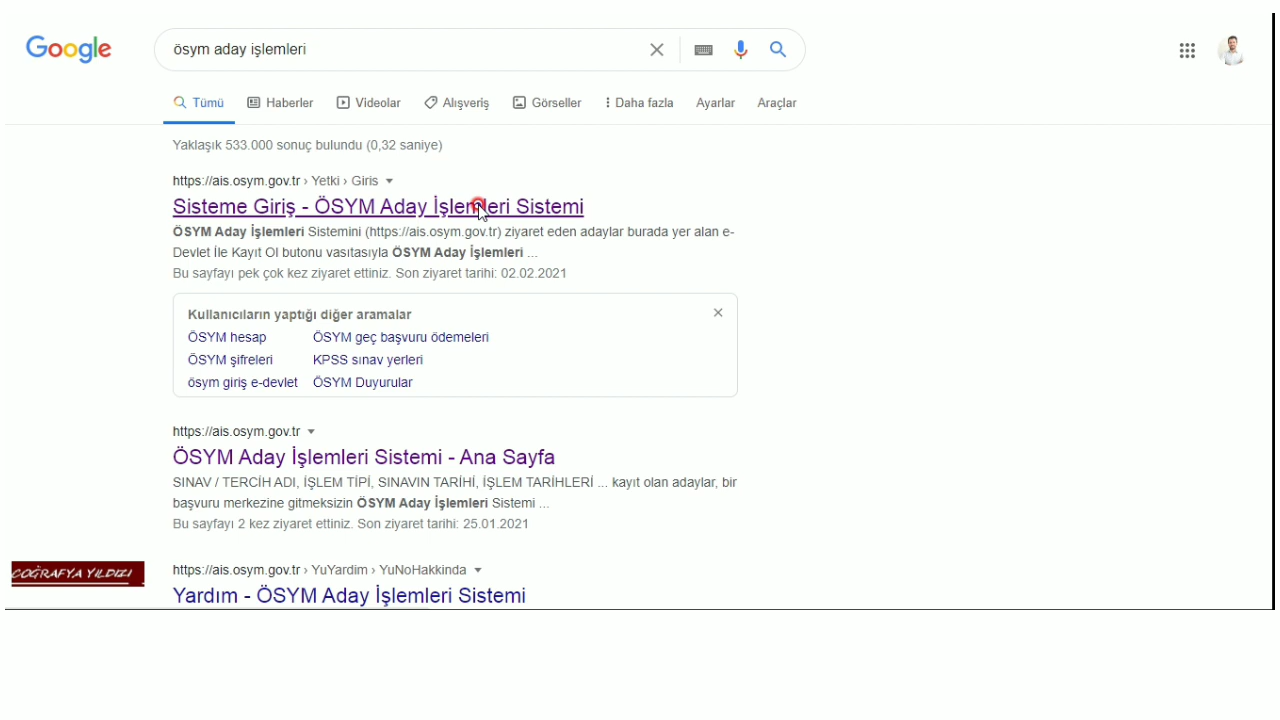 Google
ösym aday işlemleri
Tümü
Haberler
Videolar
Alışveriş
Görseller
Daha fazla
Ayarlar
Araçlar
Yaklaşık 533.000 sonuç bulundu (0,32 saniye)
https://ais.osym.gov.tr › Yetki › Giris
Sisteme Giriş - ÖSYM Aday İşlemleri Sistemi
ÖSYM Aday İşlemleri Sistemini (https://ais.osym.gov.tr) ziyaret eden adaylar burada yer alan e-
Devlet İle Kayıt Ol butonu vasıtasıyla ÖSYM Aday İşlemleri ...
Bu sayfayı pek çok kez ziyaret ettiniz. Son ziyaret tarihi: 02.02.2021
Kullanıcıların yaptığı diğer aramalar
ÖSYM hesap
ÖSYM geç başvuru ödemeleri
ÖSYM şifreleri
KPSS sınav yerleri
ösym giriş e-devlet
ÖSYM Duyurular
https://ais.osym.gov.tr
ÖSYM Aday İşlemleri Sistemi - Ana Sayfa
SINAV / TERCİH ADI, İŞLEM TİPİ, SINAVIN TARİHİ, İŞLEM TARİHLERİ ... kayıt olan adaylar, bir
başvuru merkezine gitmeksizin ÖSYM Aday İşlemleri Sistemi ...
Bu sayfayı 2 kez ziyaret ettiniz. Son ziyaret tarihi: 25.01.2021
COĞRAFYA YILDIZI
https://ais.osym.gov.tr › YuYardim › YuNoHakkinda
Yardım - ÖSYM Aday İşlemleri Sistemi